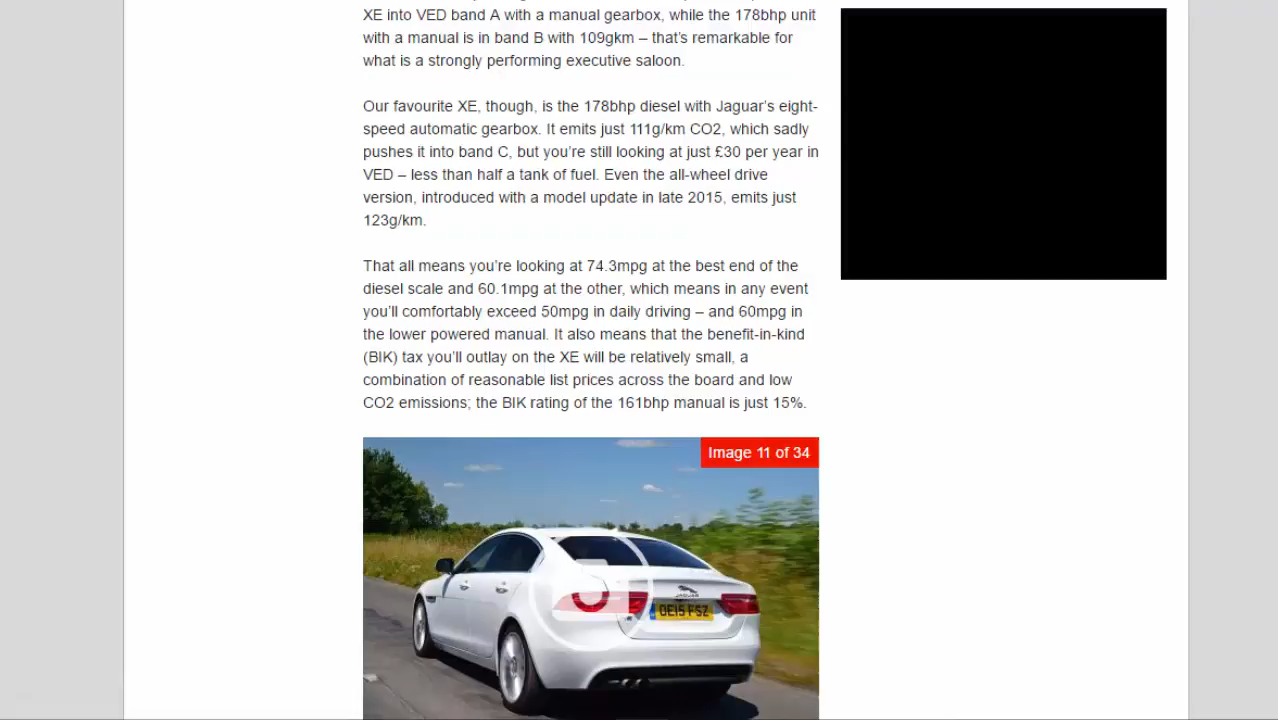 XE into VED band A with a manual gearbox, while the 178bhp unit
with a manual is in band B with 109gkm – that's remarkable for
what is a strongly performing executive saloon.
Our favourite XE, though, is the 178bhp diesel with Jaguar's eight-
speed automatic gearbox. It emits just 111g/km CO2, which sadly
pushes it into band C, but you're still looking at just £30 per year in
VED – less than half a tank of fuel. Even the all-wheel drive
version, introduced with a model update in late 2015, emits just
123g/km.
That all means you're looking at 74.3mpg at the best end of the
diesel scale and 60.1mpg at the other, which means in any event
you'll comfortably exceed 50mpg in daily driving – and 60mpg in
the lower powered manual. It also means that the benefit-in-kind
(BIK) tax you'll outlay on the XE will be relatively small, a
combination of reasonable list prices across the board and low
CO2 emissions; the BIK rating of the 161bhp manual is just 15%.
Image 11 of 34
JAGUAR
OE15 FSZ